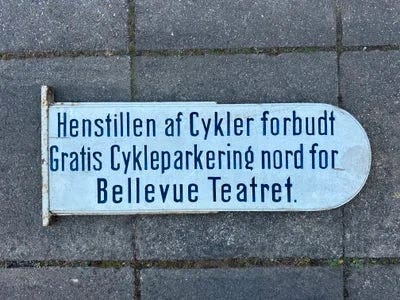 Henstillen af Cykler forbudt
Gratis Cykleparkering nord for
Bellevue Teatret.